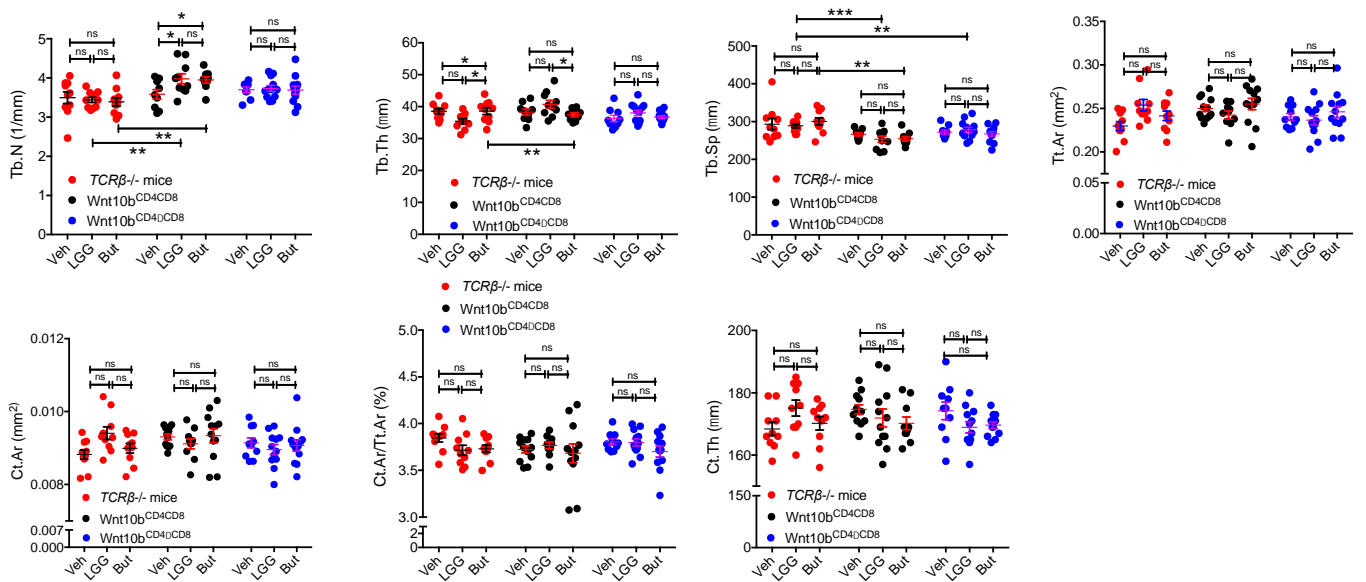 Tb.N (1/mm)
5
4
3
2
1
0
ns
ns
ns
*
*
ns
ns
ns
ns
**
**
TCRβ-/- mice
Wnt10bCD4CD8
Wnt10bCD4DCD8
Veh
LGG
But
Veh
LGG
But
Veh
LGG
But
Tb.Th (mm)
60
50
40
30
20
10
0
*
ns
*
ns
ns
*
ns
ns
ns
**
TCRβ-/- mice
Wnt10bCD4CD8
Wnt10bCD4DCD8
Veh
LGG
But
Veh
LGG
But
Veh
LGG
But
Tb.Sp (mm)
500
400
300
200
100
0
***
**
ns
ns
ns
**
ns
ns
ns
ns
ns
ns
TCRβ-/- mice
Wnt10bCD4CD8
Wnt10bCD4DCD8
Veh
LGG
But
Veh
LGG
But
Veh
LGG
But
Tt.Ar (mm2)
0.35
0.30
0.25
0.20
0.05
0.00
ns
ns
ns
ns
ns
ns
ns
ns
ns
TCRβ-/- mice
Wnt10bCD4CD8
Wnt10bCD4DCD8
Veh
LGG
But
Veh
LGG
But
Veh
LGG
But
Ct.Ar (mm2)
0.012
0.010
0.008
0.007
0.000
ns
ns
ns
ns
ns
ns
ns
ns
ns
TCRβ-/- mice
Wnt10bCD4CD8
Wnt10bCD4DCD8
Veh
LGG
But
Veh
LGG
But
Veh
LGG
But
TCRβ-/- mice
Wnt10bCD4CD8
Wnt10bCD4DCD8
Ct.Ar/Tt.Ar (%)
5.0
4.5
4.0
3.5
3.0
2
0
ns
ns
ns
ns
ns
ns
ns
ns
ns
Veh
LGG
But
Veh
LGG
But
Veh
LGG
But
Ct.Th (mm)
200
180
160
150
0
ns
ns
ns
ns
ns
ns
ns
ns
ns
TCRβ-/- mice
Wnt10bCD4CD8
Wnt10bCD4DCD8
Veh
LGG
But
Veh
LGG
But
Veh
LGG
But